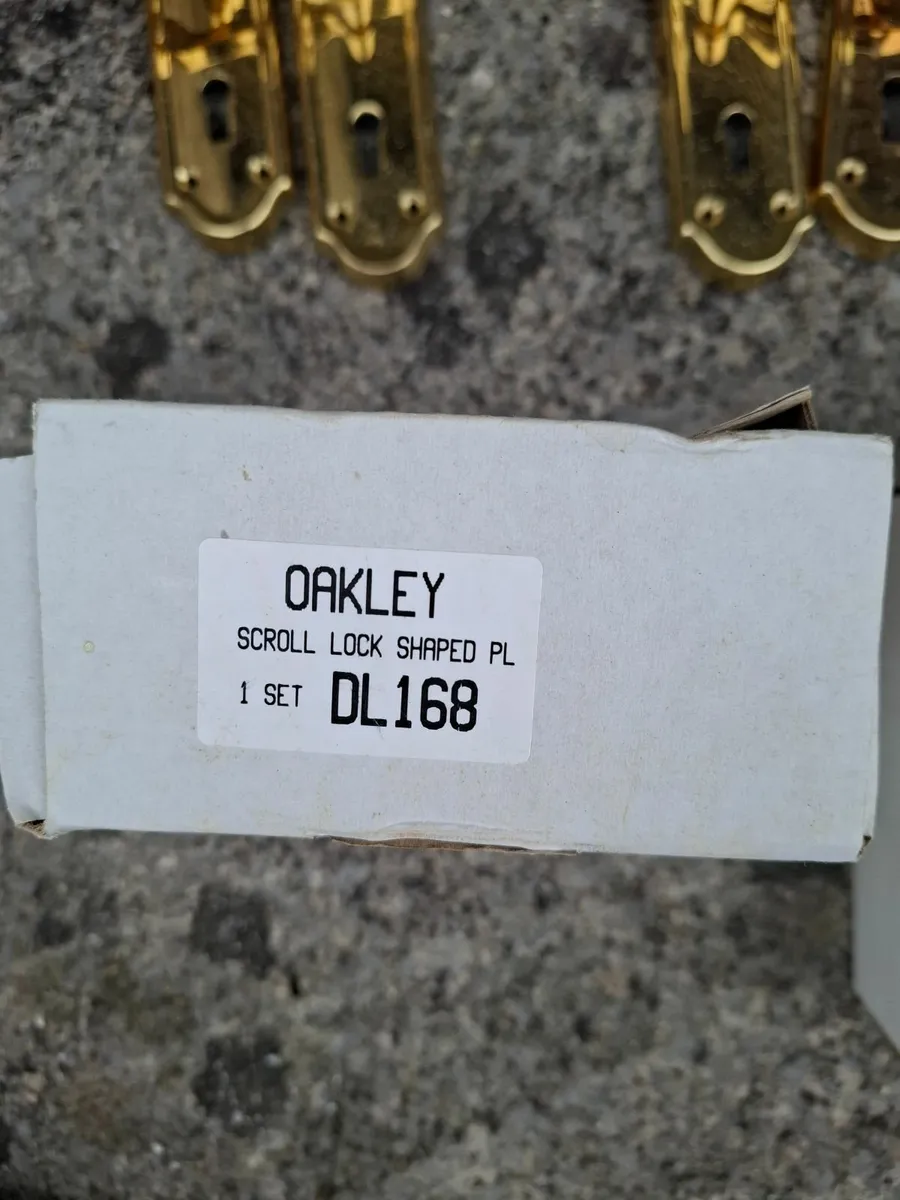 OAKLEY
SCROLL LOCK SHAPED PL
1 SET DL168